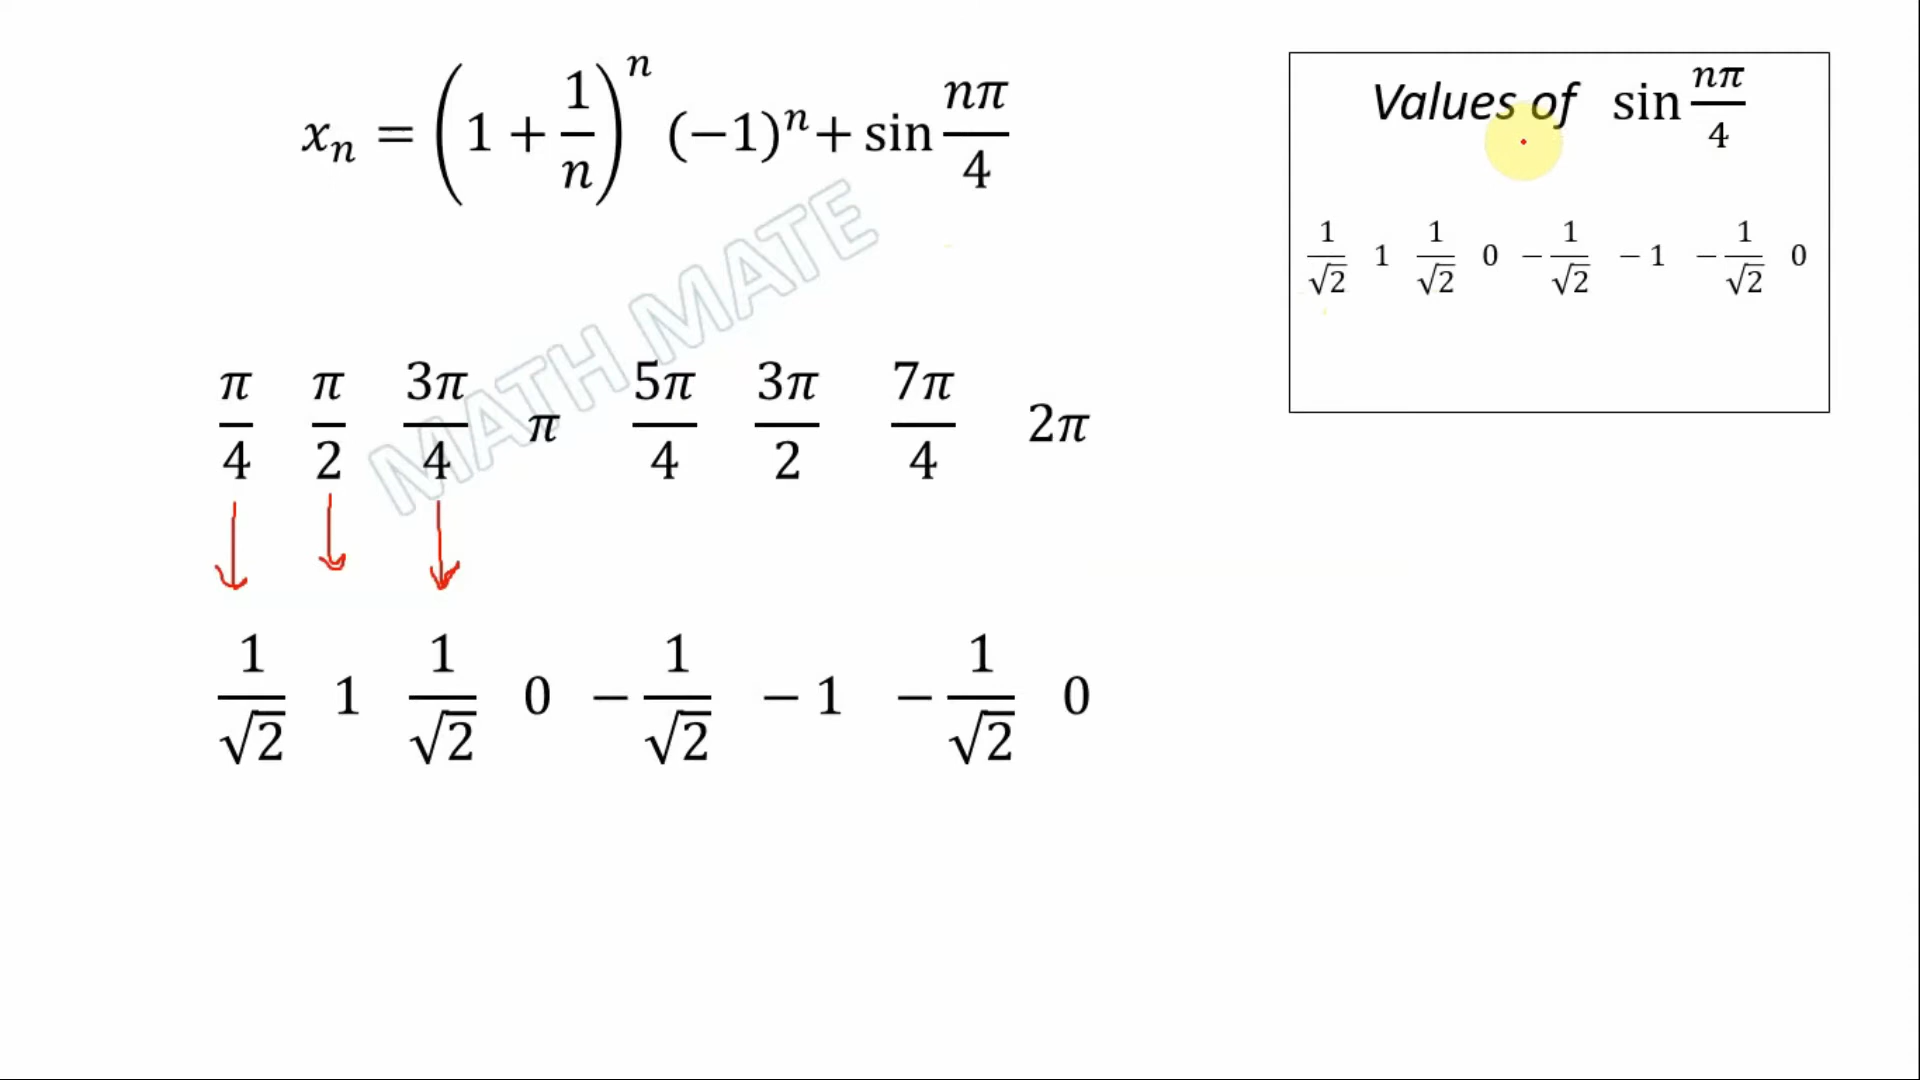 xₙ = (1 + 1/n)ⁿ (−1)ⁿ + sin nπ/4
Values of sin nπ/4
1/√2 1 1/√2 0 −1/√2 −1 −1/√2 0
MATH MATE
π/4 π/2 3π/4 π 5π/4 3π/2 7π/4 2π
1/√2 1 1/√2 0 −1/√2 −1 −1/√2 0